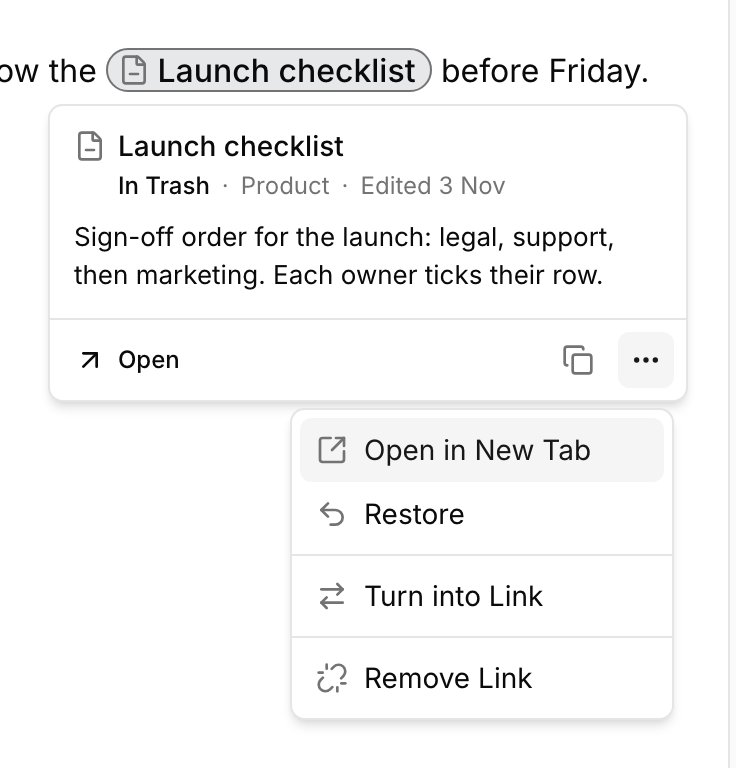 ow the Launch checklist before Friday.
Launch checklist
In Trash · Product · Edited 3 Nov
Sign-off order for the launch: legal, support,
then marketing. Each owner ticks their row.
Open
Open in New Tab
Restore
Turn into Link
Remove Link